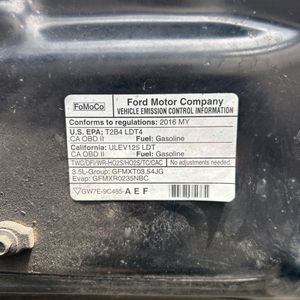 FoMoCo
Ford Motor Company
VEHICLE EMISSION CONTROL INFORMATION
Conforms to regulations: 2016 MY
U.S. EPA: T2B4 LDT4
CA OBD II Fuel: Gasoline
California: ULEV125 LDT
CA OBD II Fuel: Gasoline
TWC/DFI/WR-HO2S/HO2S/TC/CAC No adjustments needed.
3.5L-Group: GFMXT03.54JG
Evap: GFMXR0235NBC
GW7E-9C485-A E F